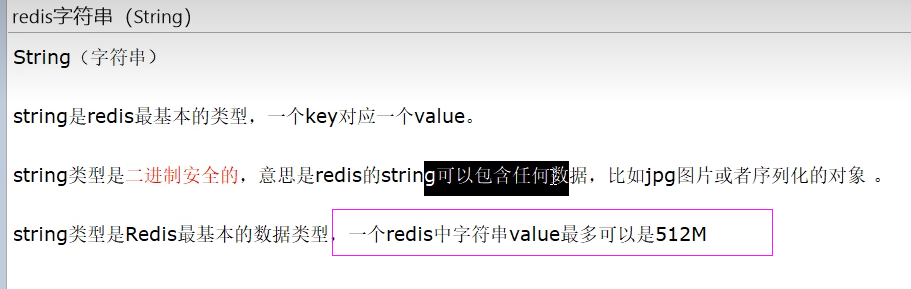 redis字符串（String）
String（字符串）
string是redis最基本的类型，一个key对应一个value。
string类型是二进制安全的，意思是redis的string可以包含任何数据，比如jpg图片或者序列化的对象 。
string类型是Redis最基本的数据类型，一个redis中字符串value最多可以是512M